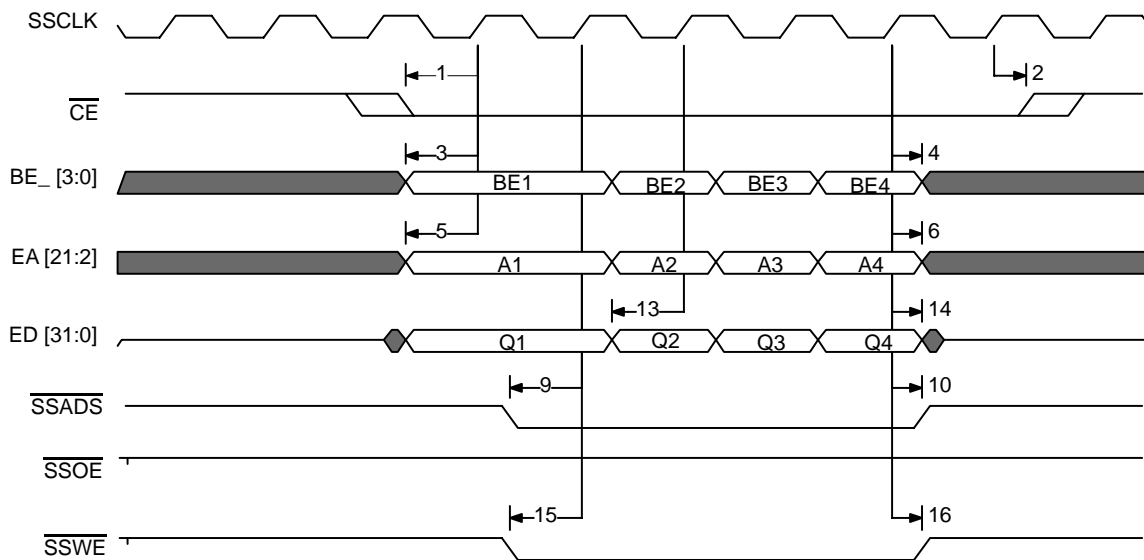 SSCLK
1
2
CE
3
4
BE_ [3:0]
BE1
BE2
BE3
BE4
5
6
EA [21:2]
A1
A2
A3
A4
13
14
ED [31:0]
Q1
Q2
Q3
Q4
9
10
SSADS
SSOE
15
16
SSWE